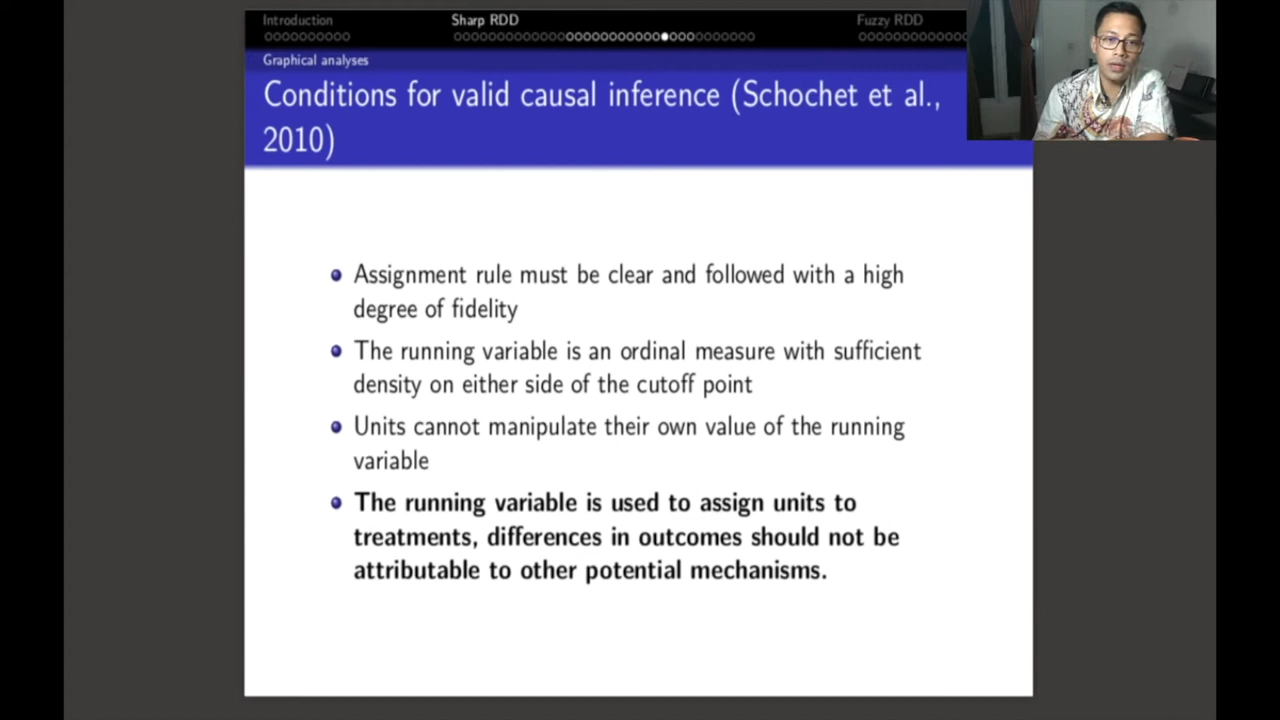 Introduction
Sharp RDD
Fuzzy RDD
Graphical analyses
Conditions for valid causal inference (Schochet et al.,
2010)
Assignment rule must be clear and followed with a high
degree of fidelity
The running variable is an ordinal measure with sufficient
density on either side of the cutoff point
Units cannot manipulate their own value of the running
variable
The running variable is used to assign units to
treatments, differences in outcomes should not be
attributable to other potential mechanisms.